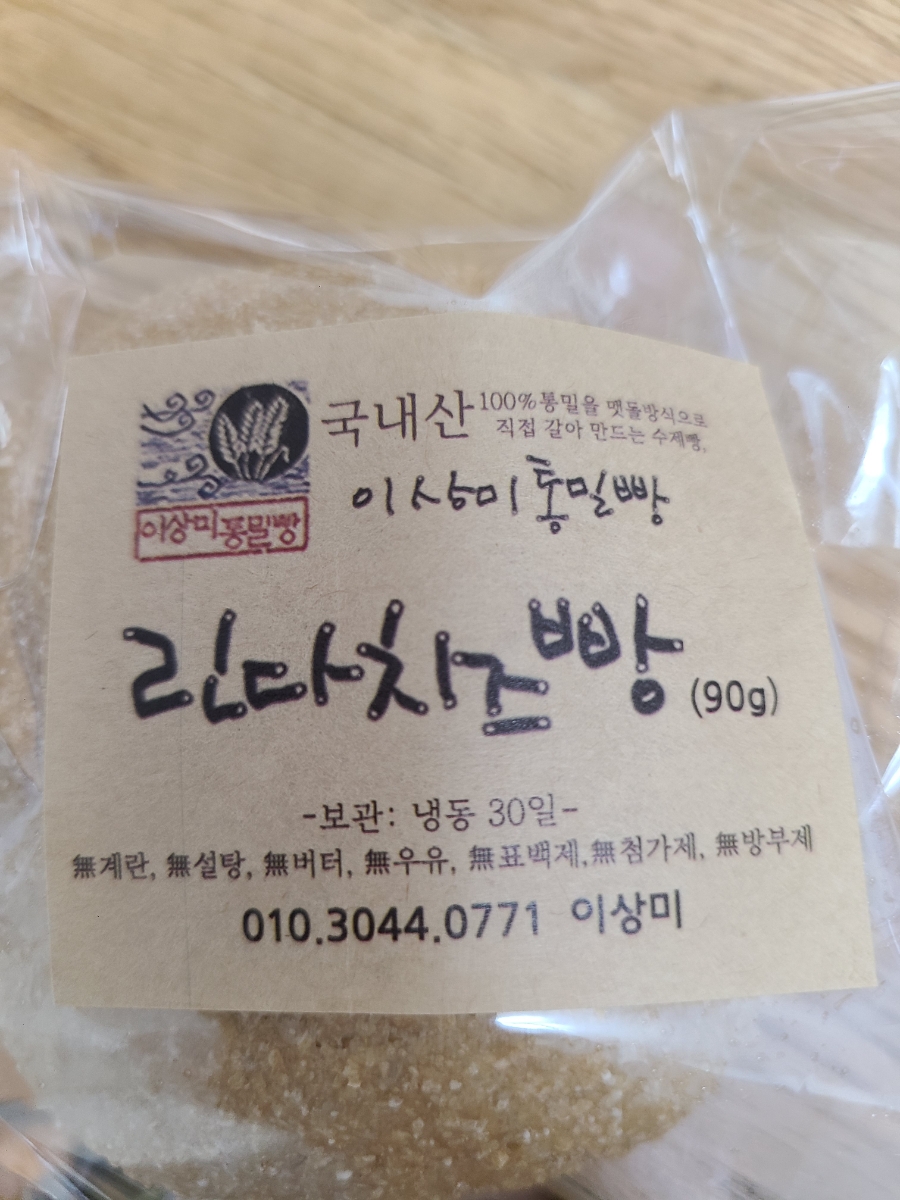 국내산 100%통밀을 맷돌방식으로
직접 갈아 만드는 수제빵,
이상미통밀빵
이상미통밀빵
린다치즈빵 (90g)
-보관: 냉동 30일-
無계란, 無설탕, 無버터, 無우유, 無표백제,無첨가제, 無방부제
010.3044.0771 이상미